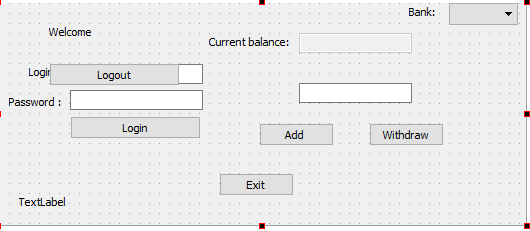 Bank:
Welcome
Current balance:
Login
Logout
Password :
Login
Add
Withdraw
Exit
TextLabel